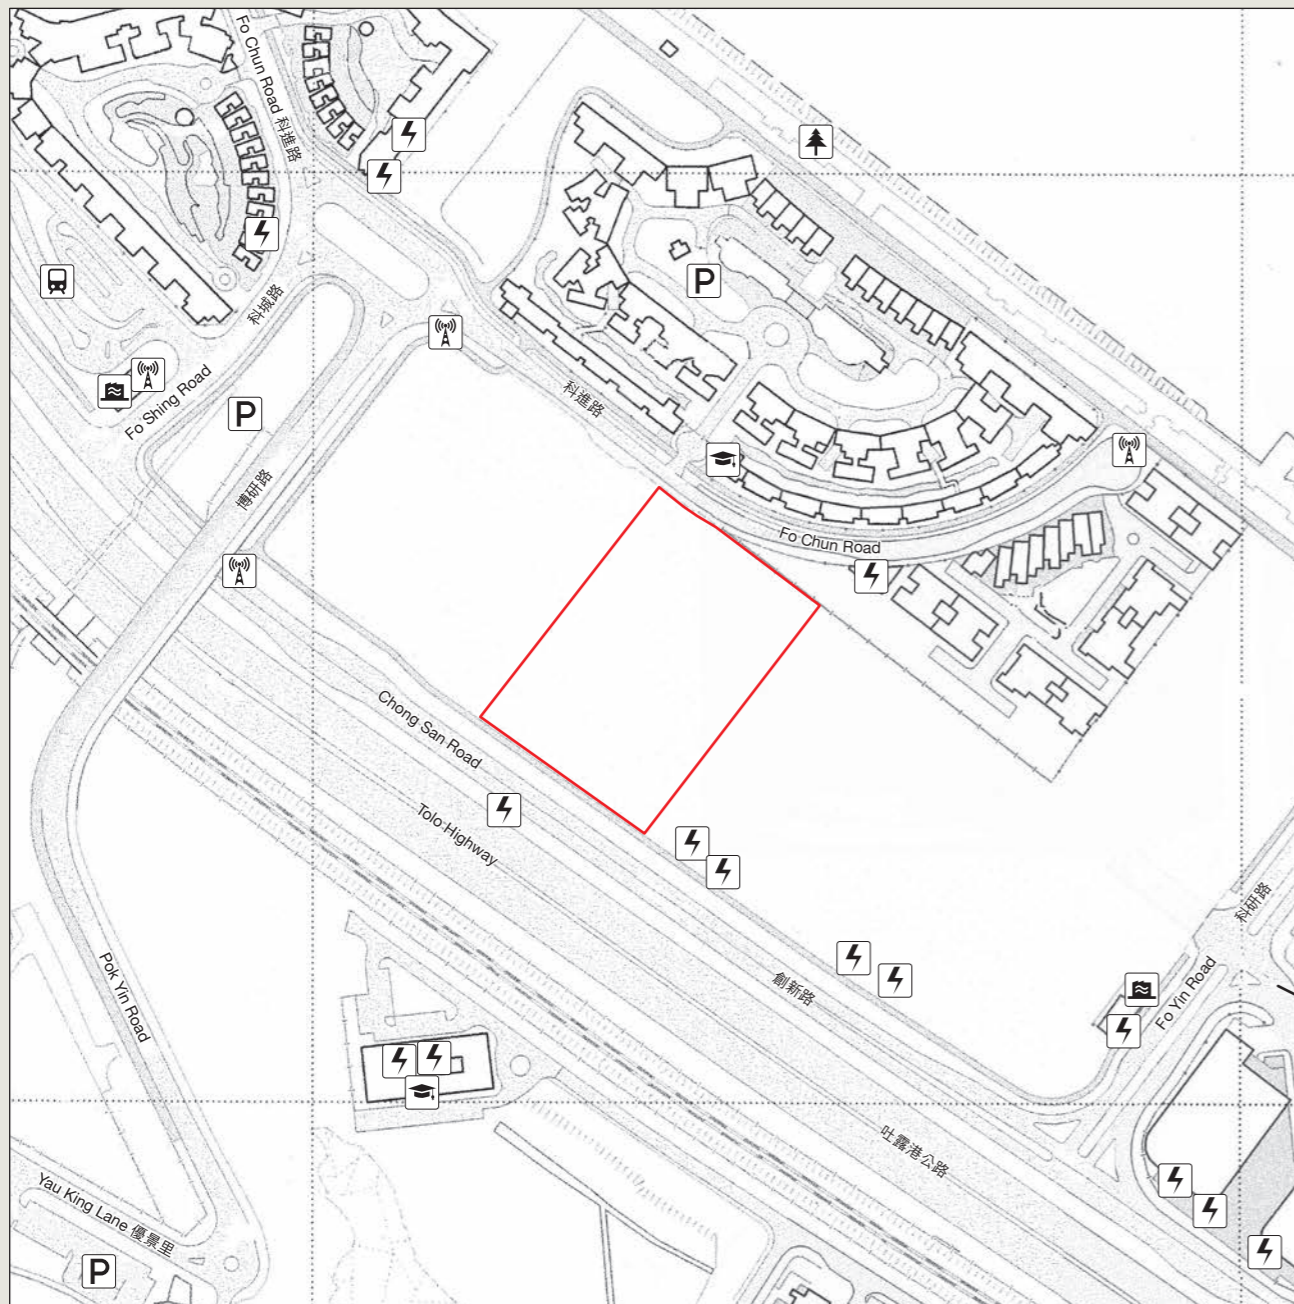 Fo Chun Road 科進路
科城路
Fo Shing Road
P
P
博研路
科進路
Fo Chun Road
Chong San Road
Tolo Highway
科研路
創新路
Fo Yin Road
Pok Yin Road
吐露港公路
Yau King Lane 優景里
P